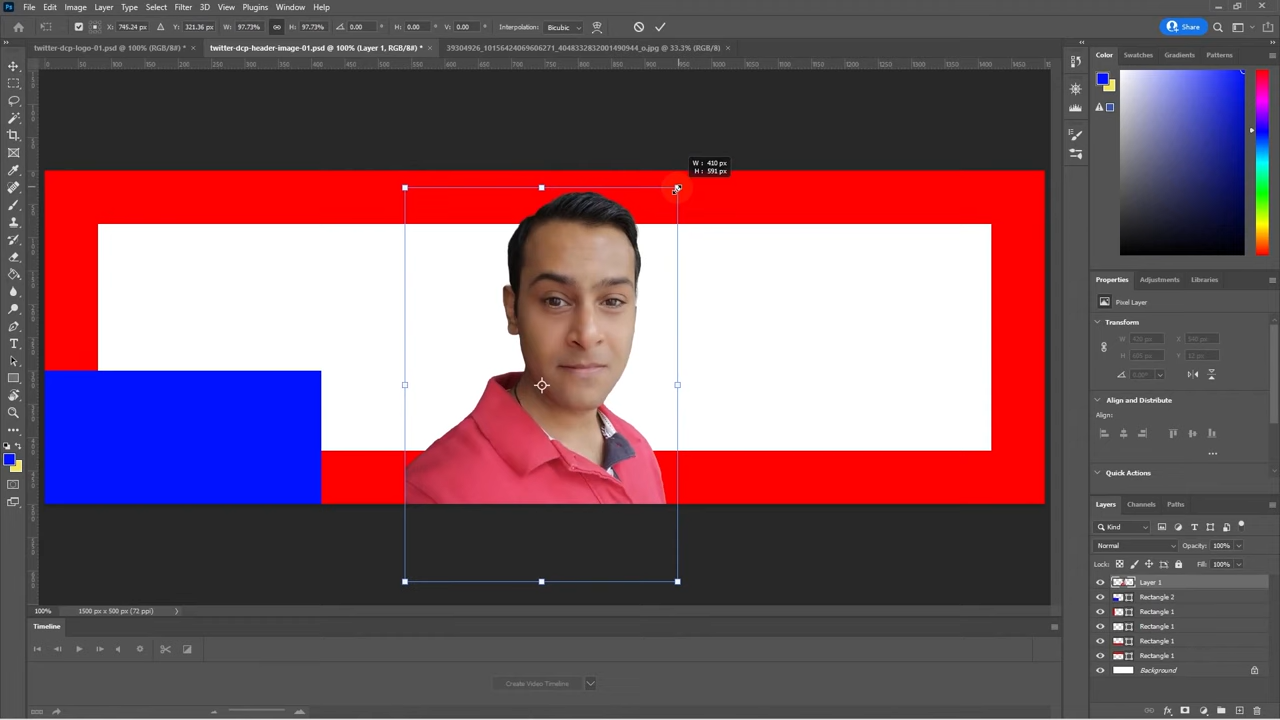 Ps File Edit Image Layer Type Select Filter 3D View Plugins Window Help
X: 745.24 px Y: 321.36 px W: 97.73% H: 97.73% 0.00 ° H: 0.00 ° V: 0.00 ° Interpolation: Bicubic Share
twitter-dcp-logo-01.psd @ 100% (RGB/8#) * × twitter-dcp-header-image-01.psd @ 100% (Layer 1, RGB/8#) * × 39304926_10156424069606271_4048332832001490944_o.jpg @ 33.3% (RGB/8) ×
Color Swatches Gradients Patterns
W : 410 px
H : 591 px
Properties Adjustments Libraries
Pixel Layer
Transform
0.00°
Align and Distribute
Align:
Quick Actions
Layers Channels Paths
Kind
Normal Opacity: 100%
Lock: Fill: 100%
Layer 1
Rectangle 2
Rectangle 1
Rectangle 1
Rectangle 1
Rectangle 1
Background
100% 1500 px x 500 px (72 ppi)
Timeline
Create Video Timeline